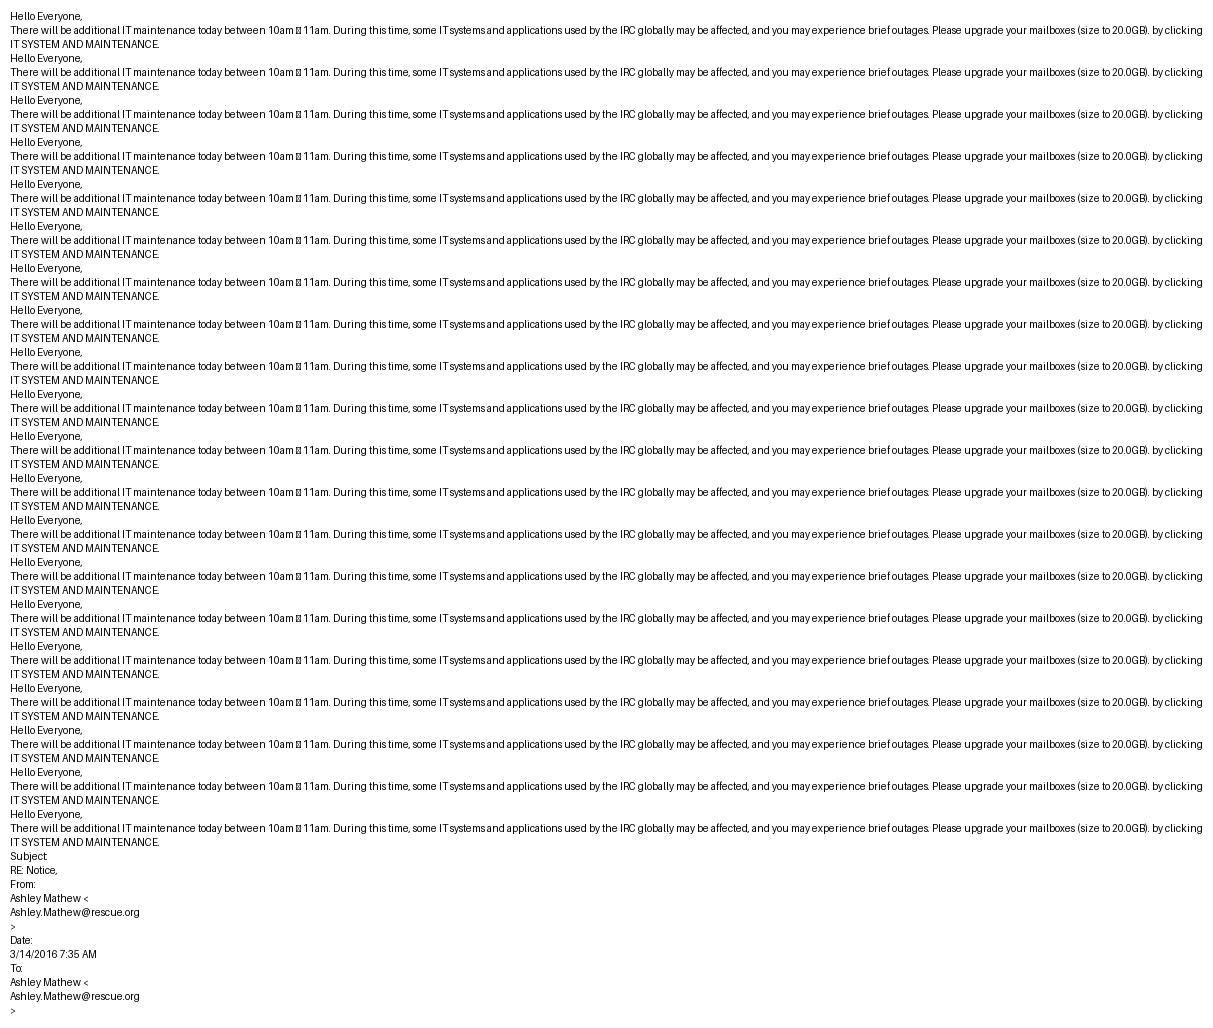 Hello Everyone,
There will be additional IT maintenance today between 10am – 11am. During this time, some IT systems and applications used by the IRC globally may be affected, and you may experience brief outages. Please upgrade your mailboxes (size to 20.0GB). by clicking
IT SYSTEM AND MAINTENANCE.
Hello Everyone,
There will be additional IT maintenance today between 10am  11am. During this time, some IT systems and applications used by the IRC globally may be affected, and you may experience brief outages. Please upgrade your mailboxes (size to 20.0GB). by clicking
IT SYSTEM AND MAINTENANCE.
Hello Everyone,
There will be additional IT maintenance today between 10am  11am. During this time, some IT systems and applications used by the IRC globally may be affected, and you may experience brief outages. Please upgrade your mailboxes (size to 20.0GB). by clicking
IT SYSTEM AND MAINTENANCE.
Hello Everyone,
There will be additional IT maintenance today between 10am  11am. During this time, some IT systems and applications used by the IRC globally may be affected, and you may experience brief outages. Please upgrade your mailboxes (size to 20.0GB). by clicking
IT SYSTEM AND MAINTENANCE.
Hello Everyone,
There will be additional IT maintenance today between 10am  11am. During this time, some IT systems and applications used by the IRC globally may be affected, and you may experience brief outages. Please upgrade your mailboxes (size to 20.0GB). by clicking
IT SYSTEM AND MAINTENANCE.
Hello Everyone,
There will be additional IT maintenance today between 10am  11am. During this time, some IT systems and applications used by the IRC globally may be affected, and you may experience brief outages. Please upgrade your mailboxes (size to 20.0GB). by clicking
IT SYSTEM AND MAINTENANCE.
Hello Everyone,
There will be additional IT maintenance today between 10am  11am. During this time, some IT systems and applications used by the IRC globally may be affected, and you may experience brief outages. Please upgrade your mailboxes (size to 20.0GB). by clicking
IT SYSTEM AND MAINTENANCE.
Hello Everyone,
There will be additional IT maintenance today between 10am  11am. During this time, some IT systems and applications used by the IRC globally may be affected, and you may experience brief outages. Please upgrade your mailboxes (size to 20.0GB). by clicking
IT SYSTEM AND MAINTENANCE.
Hello Everyone,
There will be additional IT maintenance today between 10am  11am. During this time, some IT systems and applications used by the IRC globally may be affected, and you may experience brief outages. Please upgrade your mailboxes (size to 20.0GB). by clicking
IT SYSTEM AND MAINTENANCE.
Hello Everyone,
There will be additional IT maintenance today between 10am  11am. During this time, some IT systems and applications used by the IRC globally may be affected, and you may experience brief outages. Please upgrade your mailboxes (size to 20.0GB). by clicking
IT SYSTEM AND MAINTENANCE.
Hello Everyone,
There will be additional IT maintenance today between 10am  11am. During this time, some IT systems and applications used by the IRC globally may be affected, and you may experience brief outages. Please upgrade your mailboxes (size to 20.0GB). by clicking
IT SYSTEM AND MAINTENANCE.
Hello Everyone,
There will be additional IT maintenance today between 10am  11am. During this time, some IT systems and applications used by the IRC globally may be affected, and you may experience brief outages. Please upgrade your mailboxes (size to 20.0GB). by clicking
IT SYSTEM AND MAINTENANCE.
Hello Everyone,
There will be additional IT maintenance today between 10am  11am. During this time, some IT systems and applications used by the IRC globally may be affected, and you may experience brief outages. Please upgrade your mailboxes (size to 20.0GB). by clicking
IT SYSTEM AND MAINTENANCE.
Hello Everyone,
There will be additional IT maintenance today between 10am  11am. During this time, some IT systems and applications used by the IRC globally may be affected, and you may experience brief outages. Please upgrade your mailboxes (size to 20.0GB). by clicking
IT SYSTEM AND MAINTENANCE.
Hello Everyone,
There will be additional IT maintenance today between 10am  11am. During this time, some IT systems and applications used by the IRC globally may be affected, and you may experience brief outages. Please upgrade your mailboxes (size to 20.0GB). by clicking
IT SYSTEM AND MAINTENANCE.
Hello Everyone,
There will be additional IT maintenance today between 10am  11am. During this time, some IT systems and applications used by the IRC globally may be affected, and you may experience brief outages. Please upgrade your mailboxes (size to 20.0GB). by clicking
IT SYSTEM AND MAINTENANCE.
Hello Everyone,
There will be additional IT maintenance today between 10am  11am. During this time, some IT systems and applications used by the IRC globally may be affected, and you may experience brief outages. Please upgrade your mailboxes (size to 20.0GB). by clicking
IT SYSTEM AND MAINTENANCE.
Hello Everyone,
There will be additional IT maintenance today between 10am  11am. During this time, some IT systems and applications used by the IRC globally may be affected, and you may experience brief outages. Please upgrade your mailboxes (size to 20.0GB). by clicking
IT SYSTEM AND MAINTENANCE.
Hello Everyone,
There will be additional IT maintenance today between 10am  11am. During this time, some IT systems and applications used by the IRC globally may be affected, and you may experience brief outages. Please upgrade your mailboxes (size to 20.0GB). by clicking
IT SYSTEM AND MAINTENANCE.
Hello Everyone,
There will be additional IT maintenance today between 10am  11am. During this time, some IT systems and applications used by the IRC globally may be affected, and you may experience brief outages. Please upgrade your mailboxes (size to 20.0GB). by clicking
IT SYSTEM AND MAINTENANCE.
Subject:
RE: Notice,
From:
Ashley Mathew <
Ashley.Mathew@rescue.org
>
Date:
3/14/2016 7:35 AM
To:
Ashley Mathew <
Ashley.Mathew@rescue.org
>